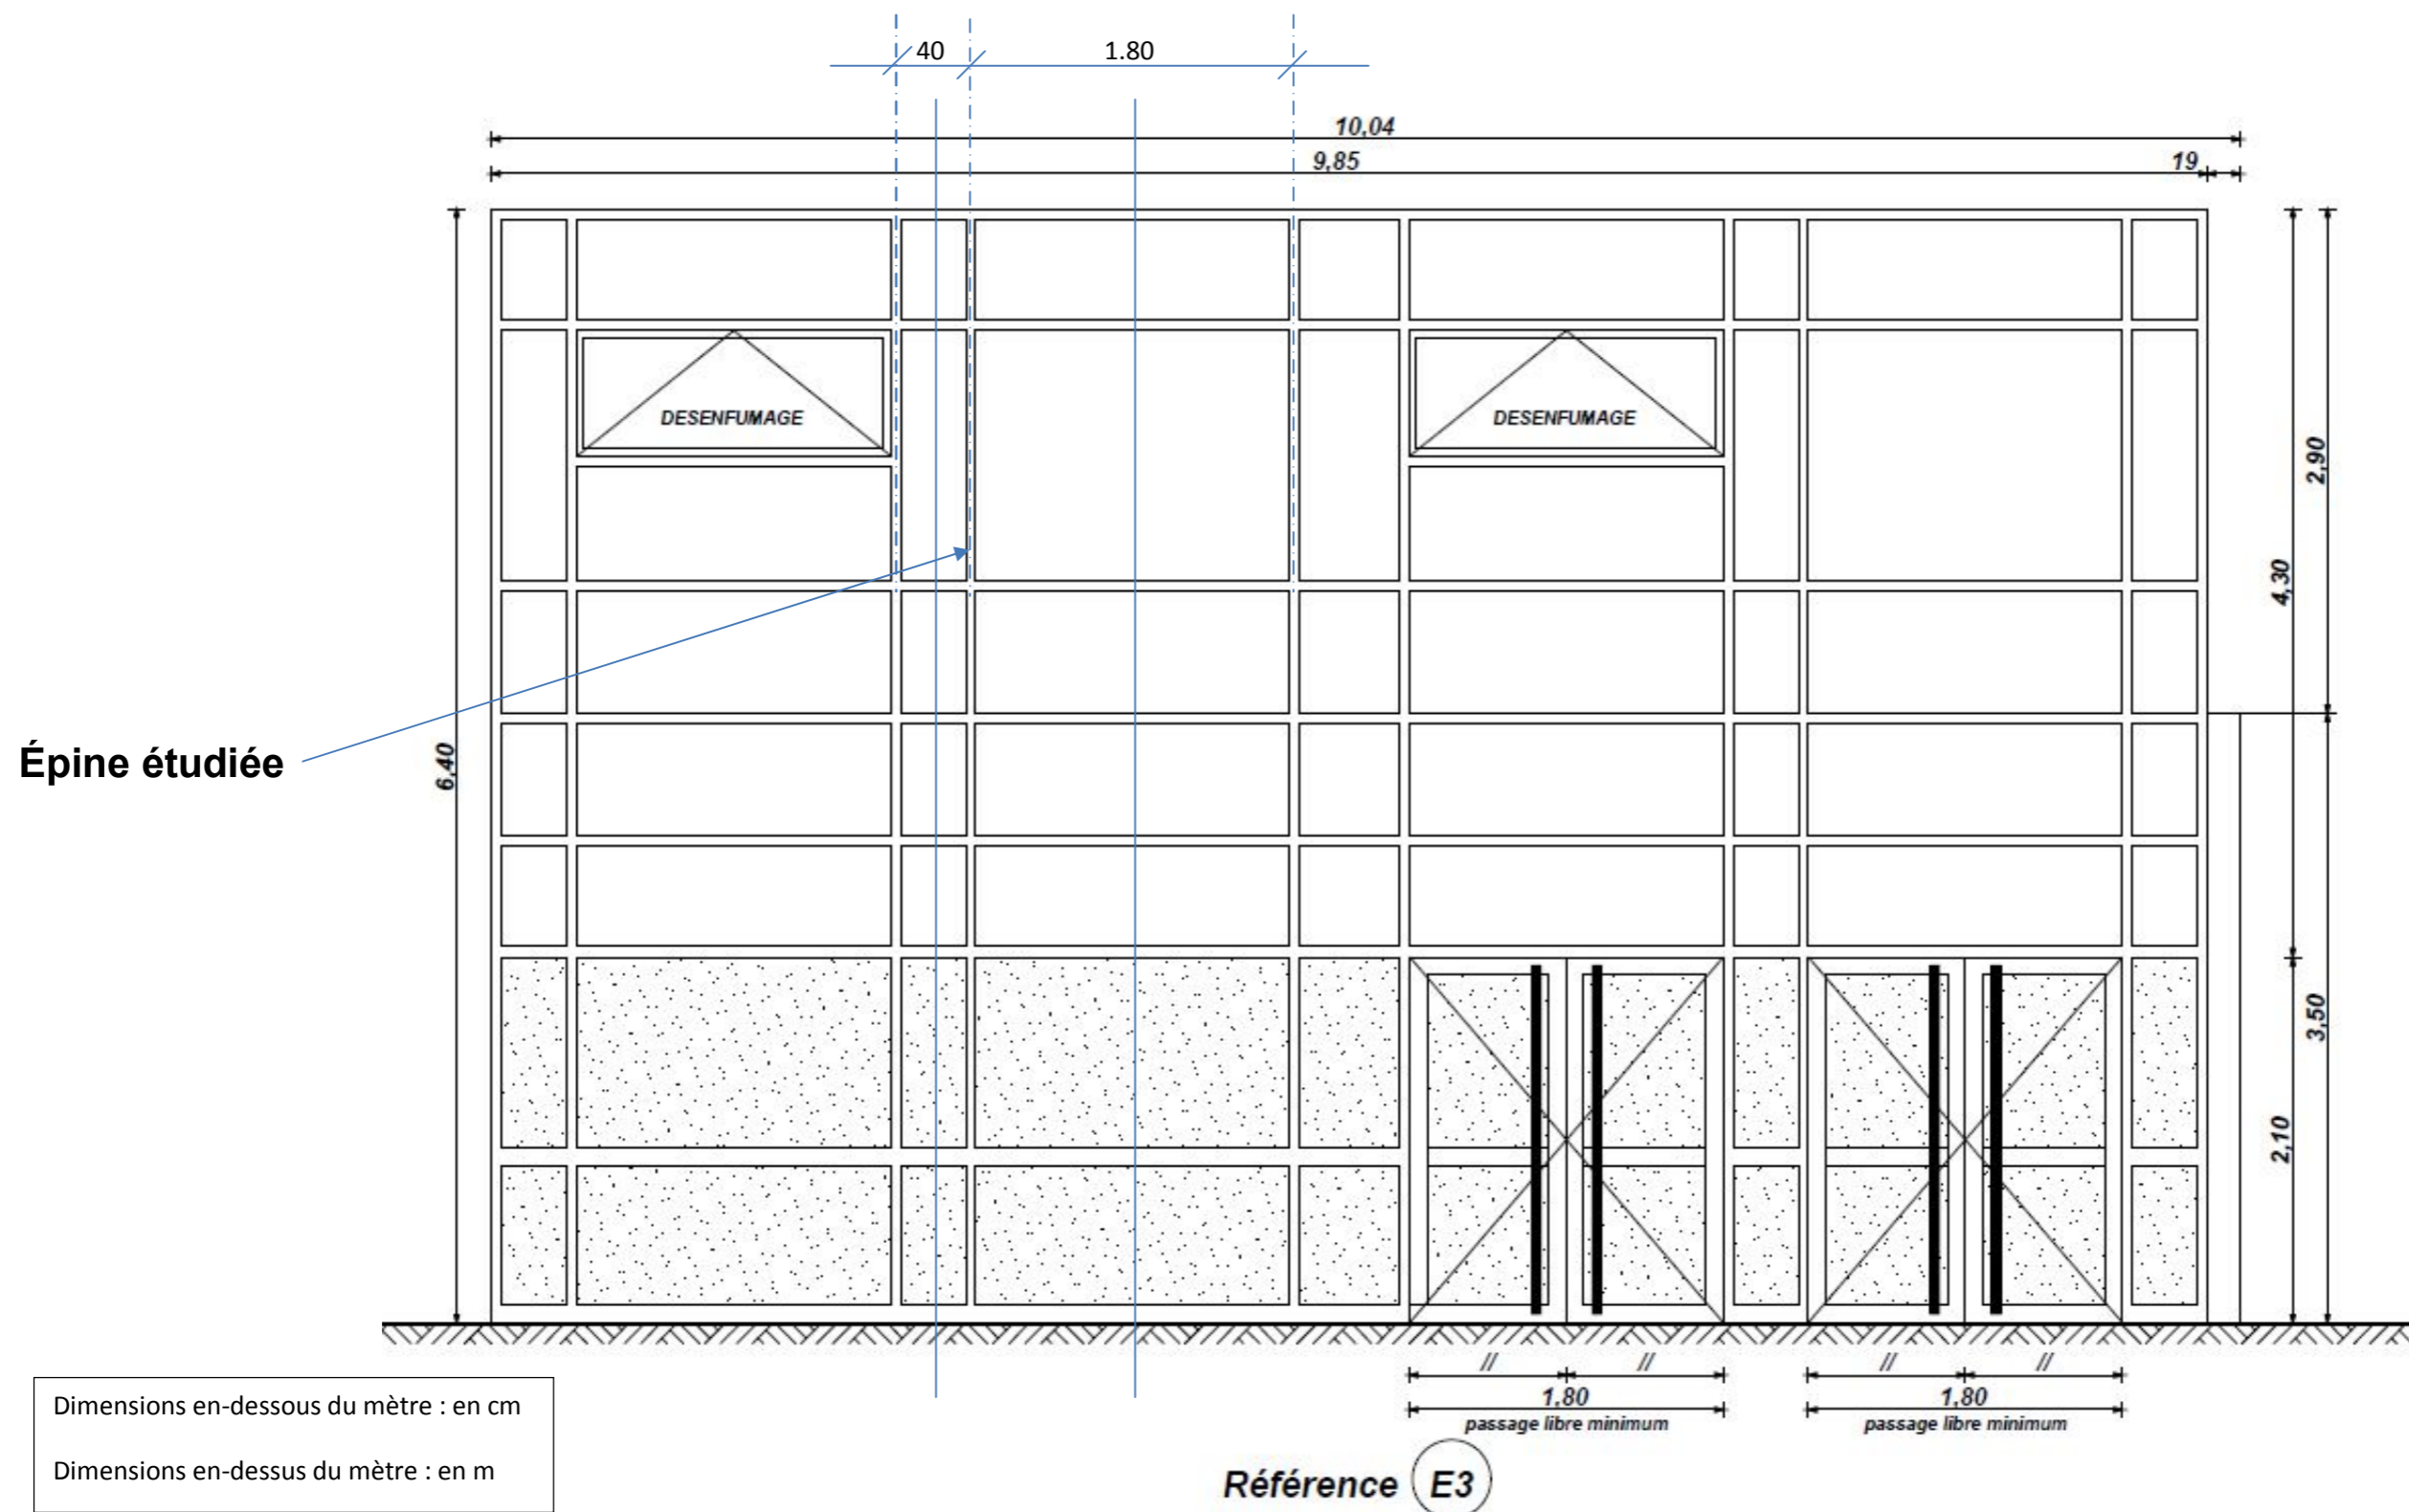 40
1.80
10,04
9,85
19
DESENFUMAGE
DESENFUMAGE
2,90
4,30
Épine étudiée
6,40
3,50
2,10
//
//
//
//
1,80
1,80
passage libre minimum
passage libre minimum
Dimensions en-dessous du mètre : en cm
Dimensions en-dessus du mètre : en m
Référence E3